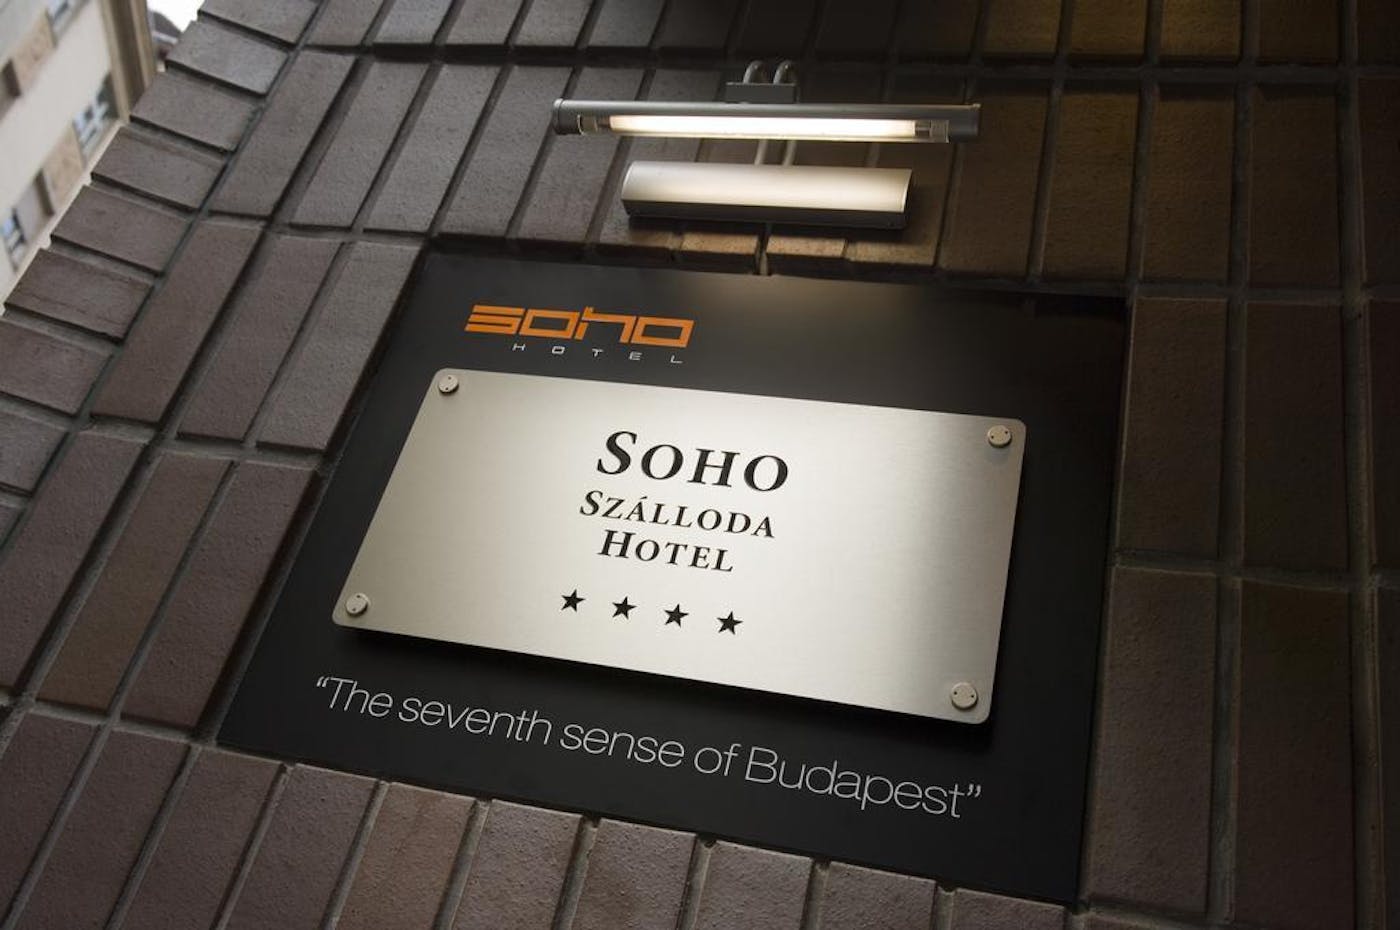 soho
HOTEL
SOHO
SZÁLLODA
HOTEL
★ ★ ★ ★
“The seventh sense of Budapest”